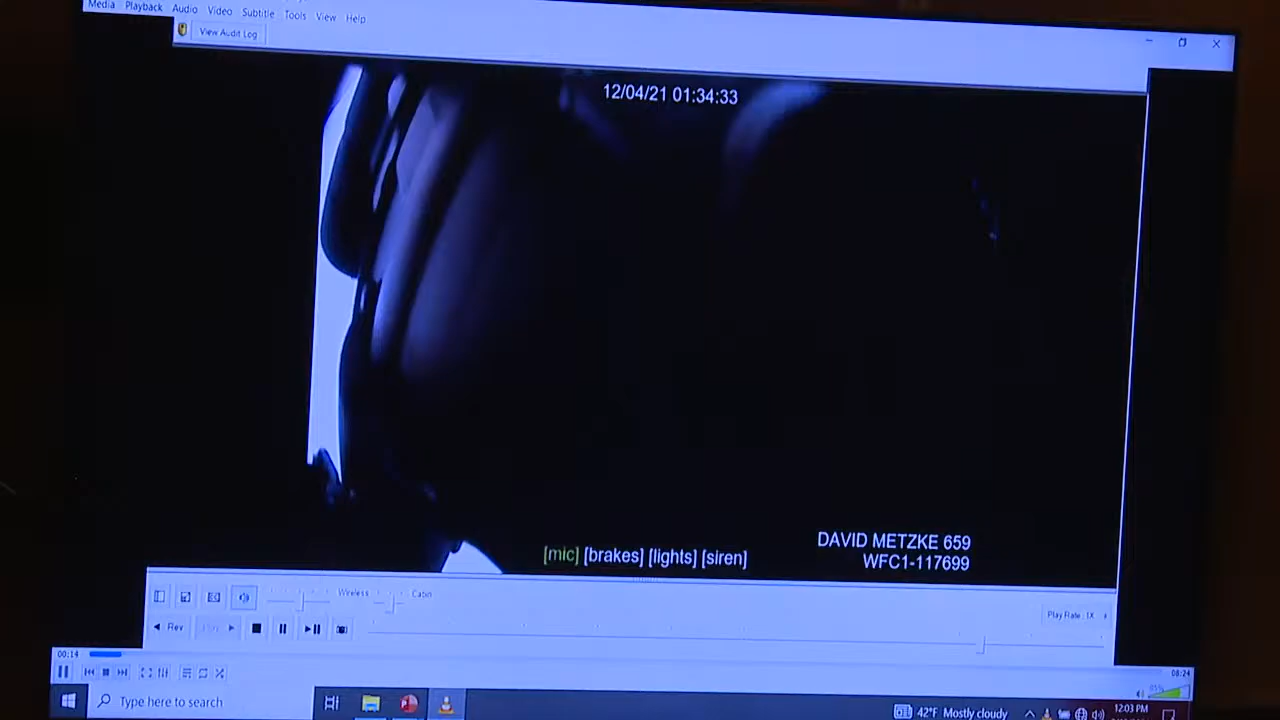 Media Playback Audio Video Subtitle Tools View Help
View Audit Log
12/04/21 01:34:33
DAVID METZKE 659
[mic] [brakes] [lights] [siren]
WFC1-117699
Wireless Cabin
Play Rate: 1X
Rev
00:14
08:24
Type here to search
42°F Mostly cloudy
12:03 PM